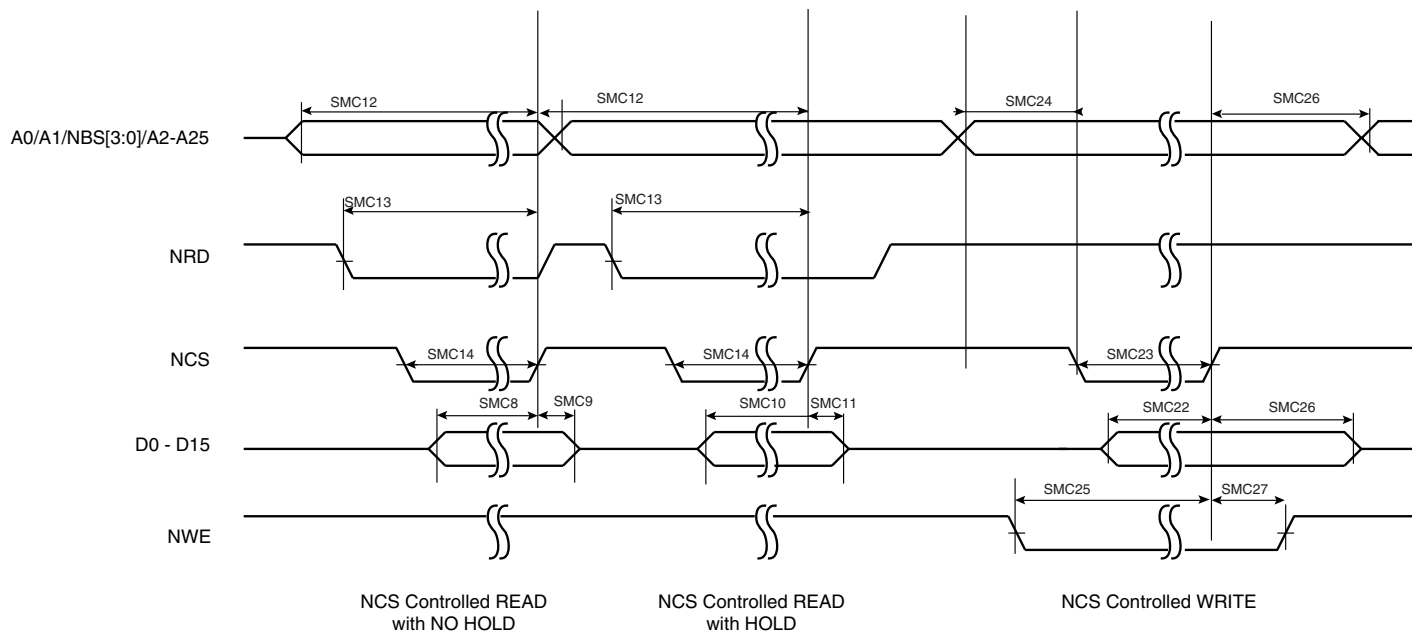 SMC12
SMC12
SMC24
SMC26
A0/A1/NBS[3:0]/A2-A25
SMC13
SMC13
NRD
NCS
SMC14
SMC14
SMC23
SMC8
SMC9
SMC10
SMC11
SMC22
SMC26
D0 - D15
SMC25
SMC27
NWE
NCS Controlled READ
with NO HOLD
NCS Controlled READ
with HOLD
NCS Controlled WRITE